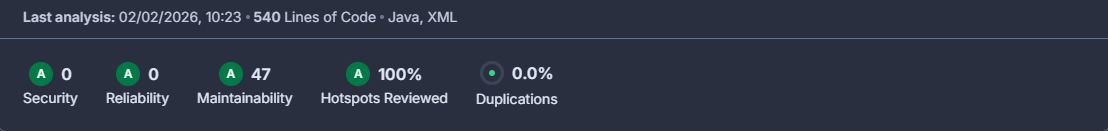 Last analysis: 02/02/2026, 10:23 • 540 Lines of Code • Java, XML
A 0 A 0 A 47 A 100% 0.0%
Security Reliability Maintainability Hotspots Reviewed Duplications